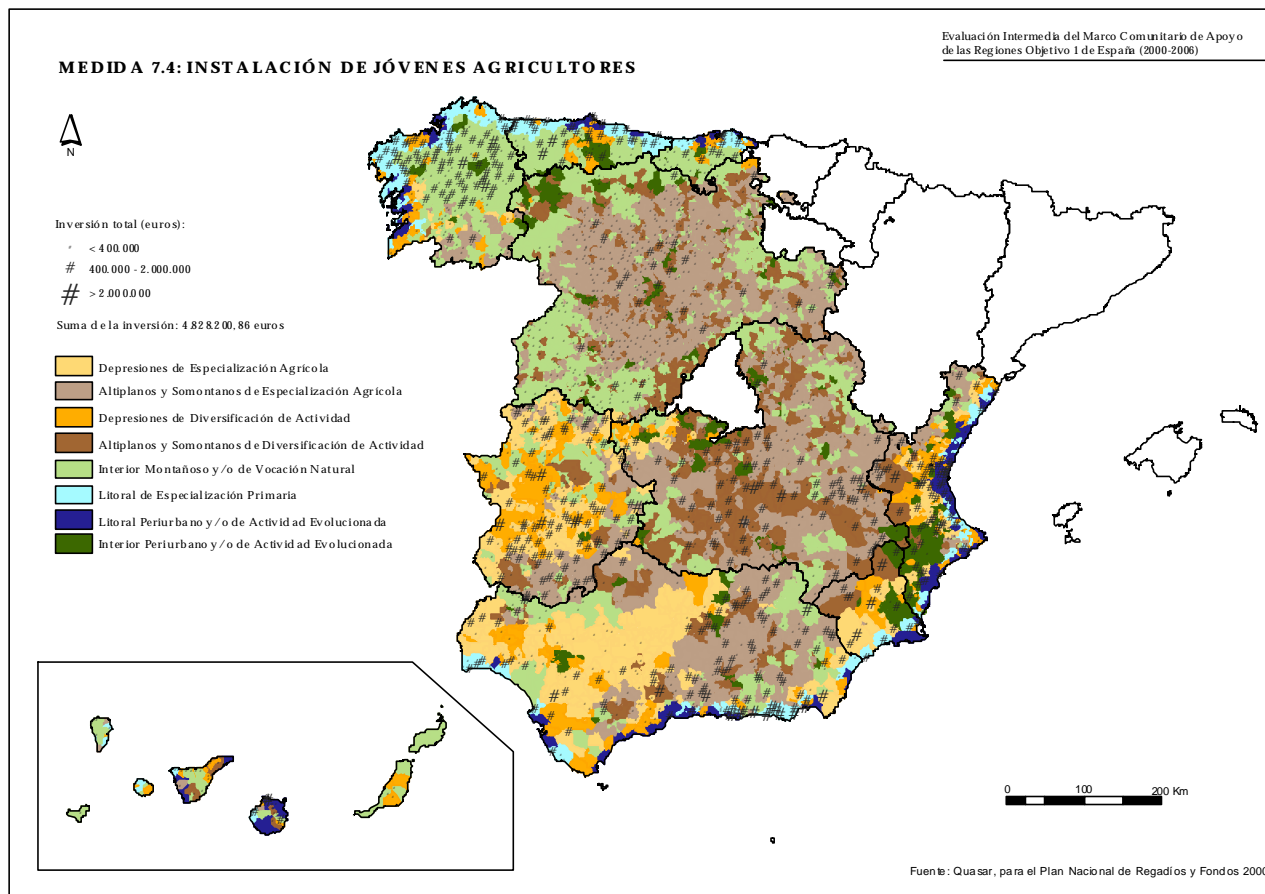 Evaluación Intermedia del Marco Comunitario de Apoyo
de las Regiones Objetivo 1 de España (2000-2006)
MEDIDA 7.4: INSTALACIÓN DE JÓVENES AGRICULTORES
N
Inversión total (euros):
< 400.000
# 400.000 - 2.000.000
# > 2.000.000
Suma de la inversión: 4.828.200,86 euros
Depresiones de Especialización Agrícola
Altiplanos y Somontanos de Especialización Agrícola
Depresiones de Diversificación de Actividad
Altiplanos y Somontanos de Diversificación de Actividad
Interior Montañoso y/o de Vocación Natural
Litoral de Especialización Primaria
Litoral Periurbano y/o de Actividad Evolucionada
Interior Periurbano y/o de Actividad Evolucionada
0 100 200 Km
Fuente: Quasar, para el Plan Nacional de Regadíos y Fondos 2000